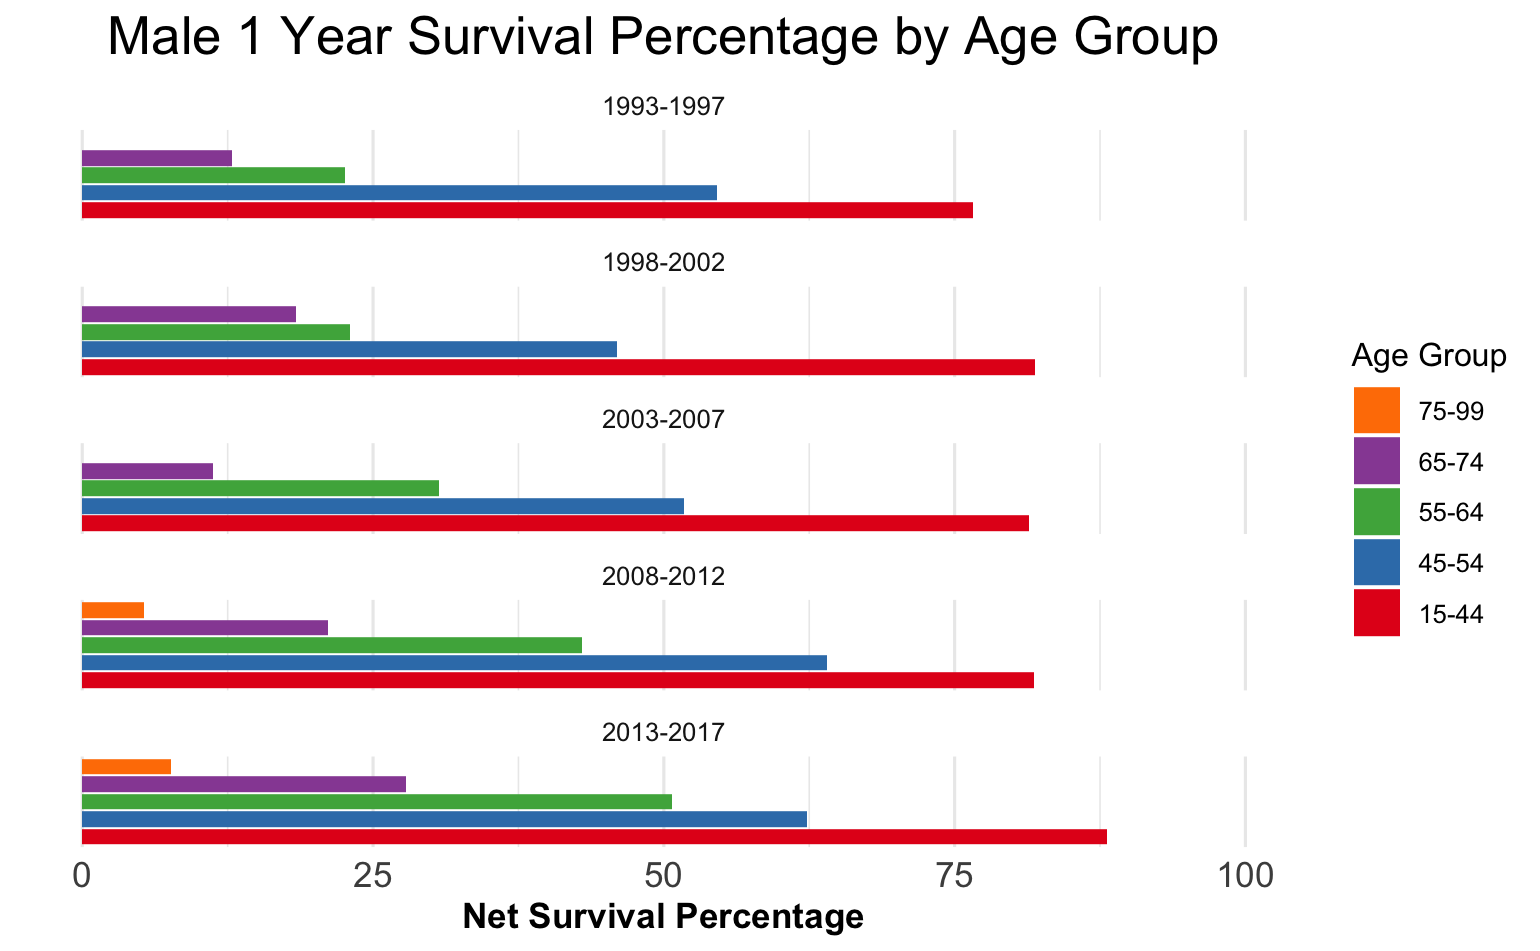 Male 1 Year Survival Percentage by Age Group
1993-1997
1998-2002
2003-2007
2008-2012
2013-2017
0 25 50 75 100
Net Survival Percentage
Age Group
75-99
65-74
55-64
45-54
15-44